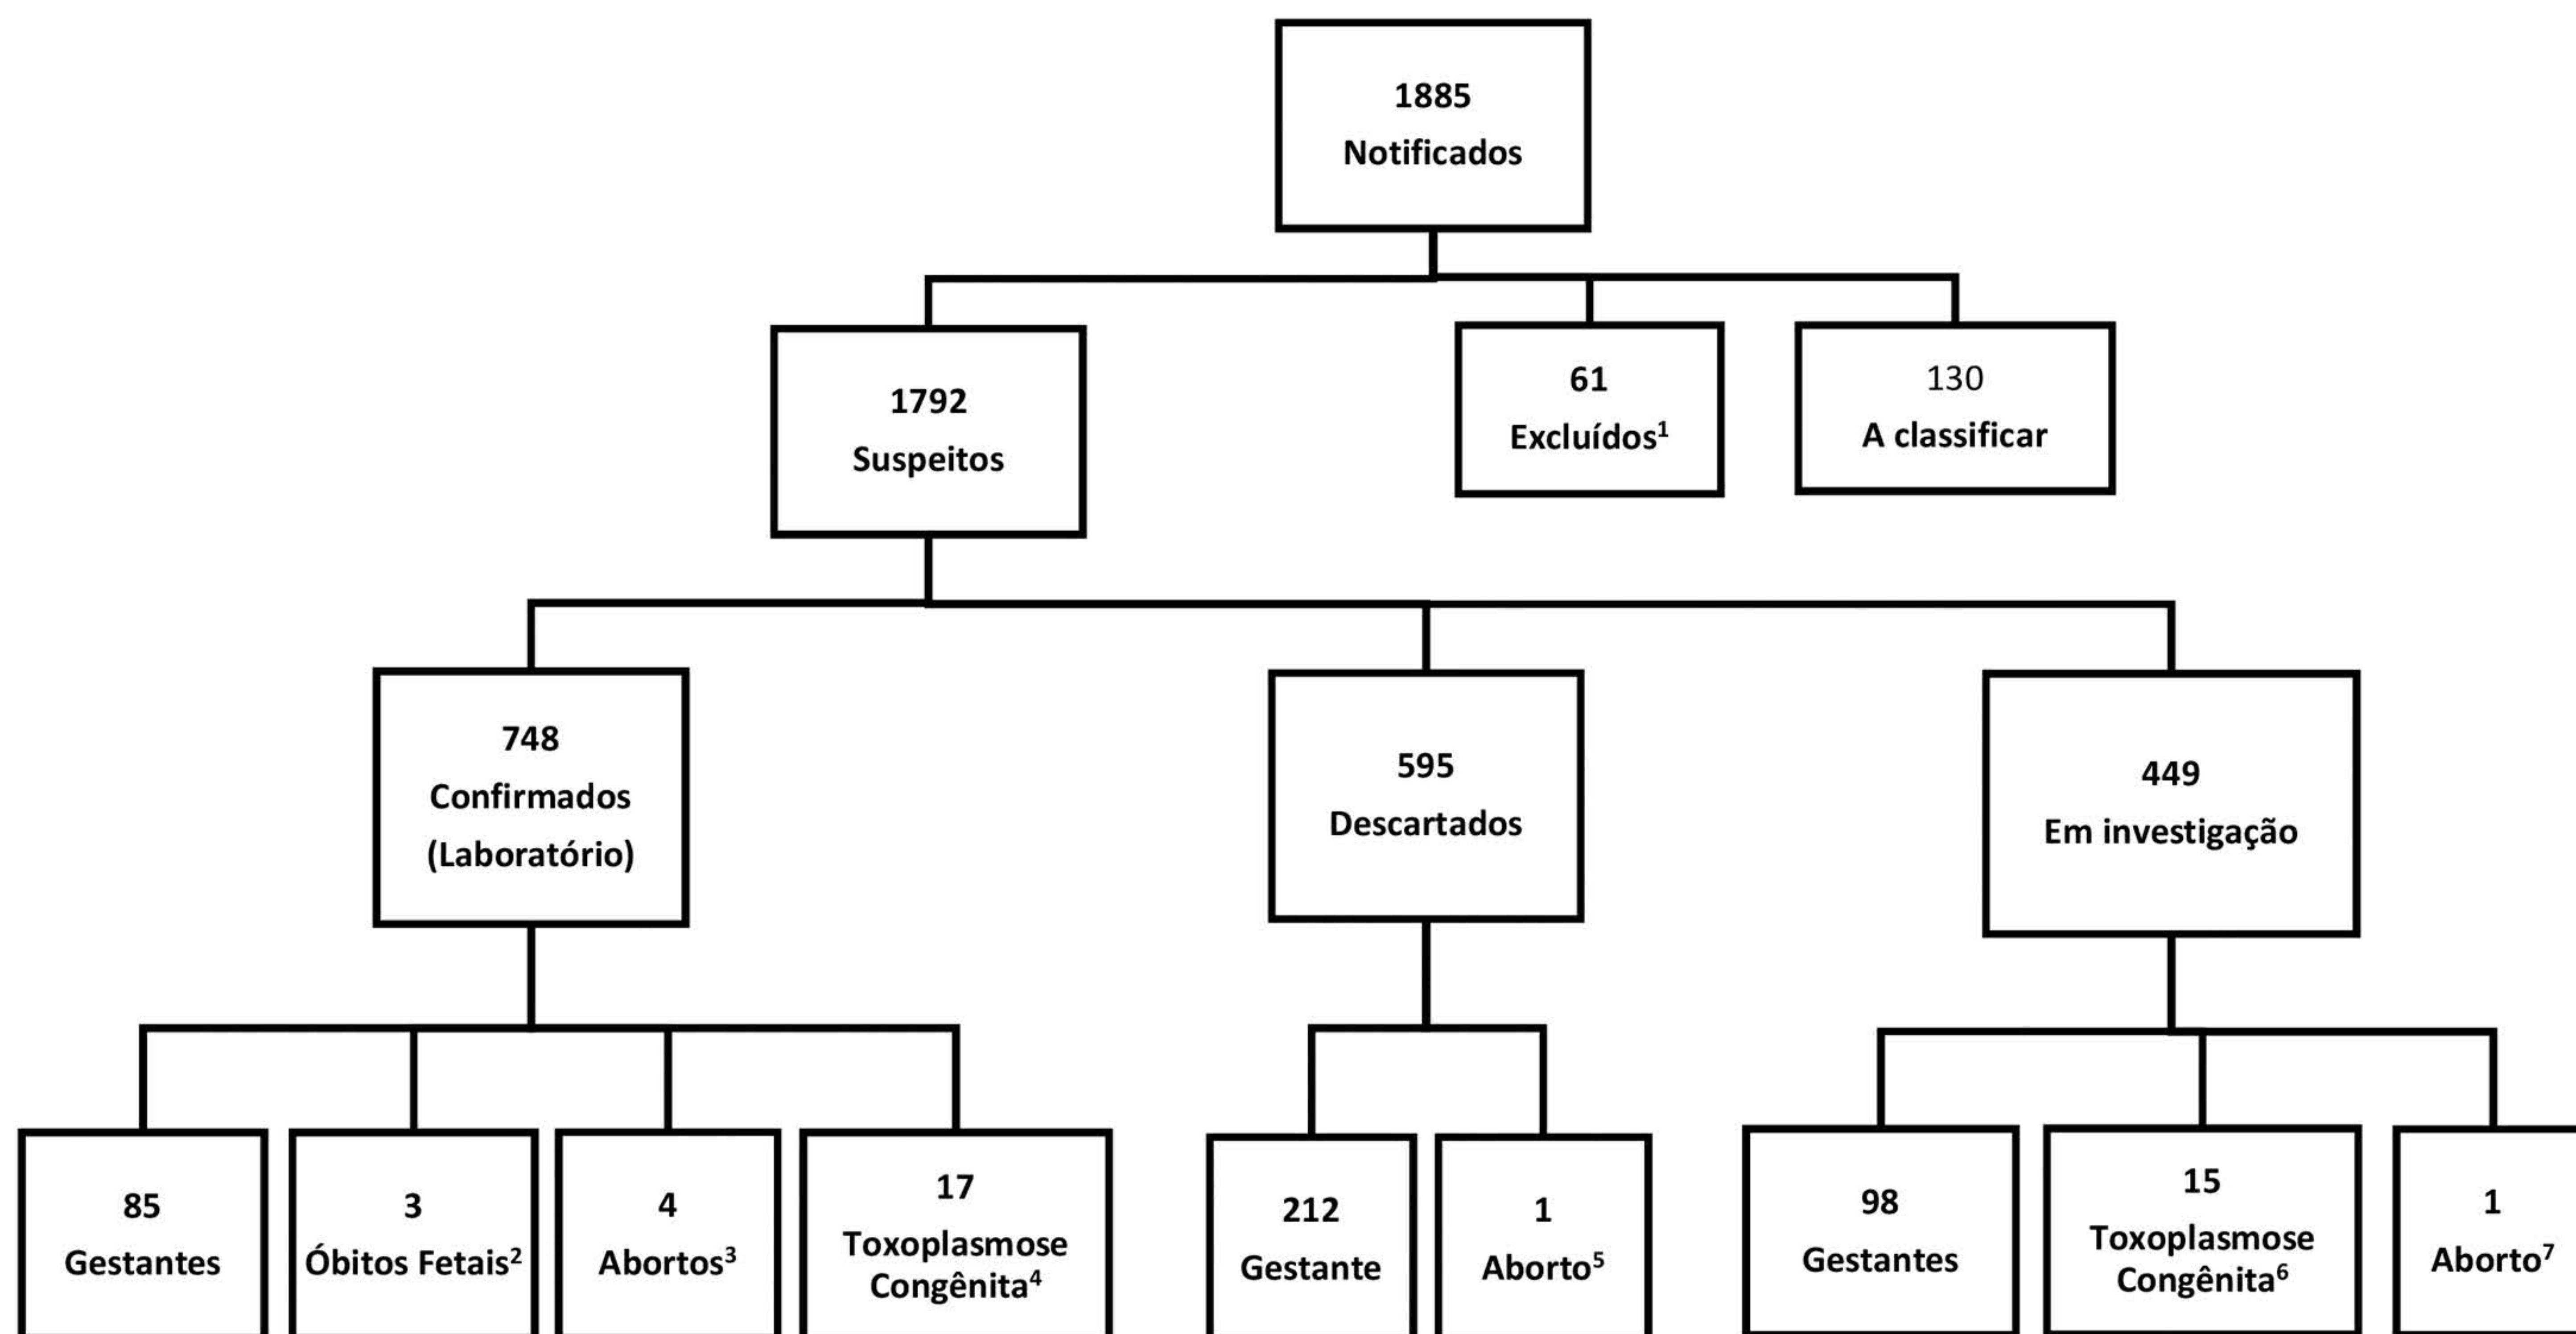 1885
Notificados
1792
Suspeitos
61
Excluídos¹
130
A classificar
748
Confirmados
(Laboratório)
595
Descartados
449
Em investigação
85
Gestantes
3
Óbitos Fetais²
4
Abortos³
17
Toxoplasmose
Congênita⁴
212
Gestante
1
Aborto⁵
98
Gestantes
15
Toxoplasmose
Congênita⁶
1
Aborto⁷